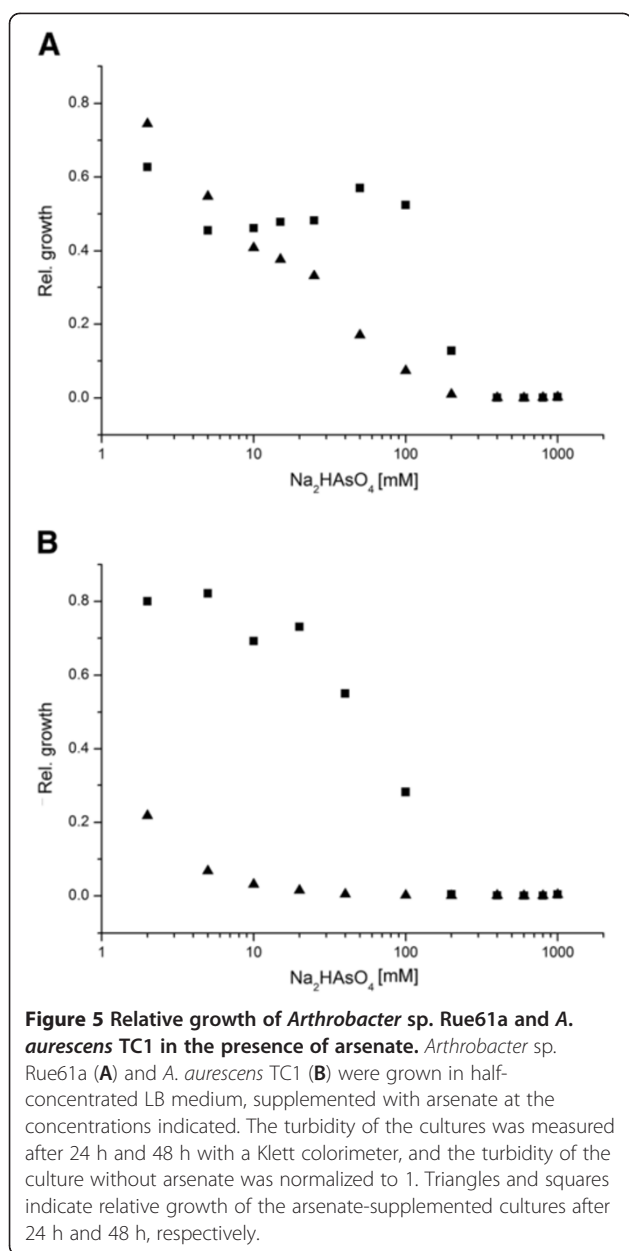 A
0.8
0.6
0.4
0.2
0.0
Rel. growth
1
10
100
1000
Na₂HAsO₄ [mM]
B
0.8
0.6
0.4
0.2
0.0
Rel. growth
1
10
100
1000
Na₂HAsO₄ [mM]
Figure 5 Relative growth of Arthrobacter sp. Rue61a and A.
aurescens TC1 in the presence of arsenate. Arthrobacter sp.
Rue61a (A) and A. aurescens TC1 (B) were grown in half-
concentrated LB medium, supplemented with arsenate at the
concentrations indicated. The turbidity of the cultures was measured
after 24 h and 48 h with a Klett colorimeter, and the turbidity of the
culture without arsenate was normalized to 1. Triangles and squares
indicate relative growth of the arsenate-supplemented cultures after
24 h and 48 h, respectively.